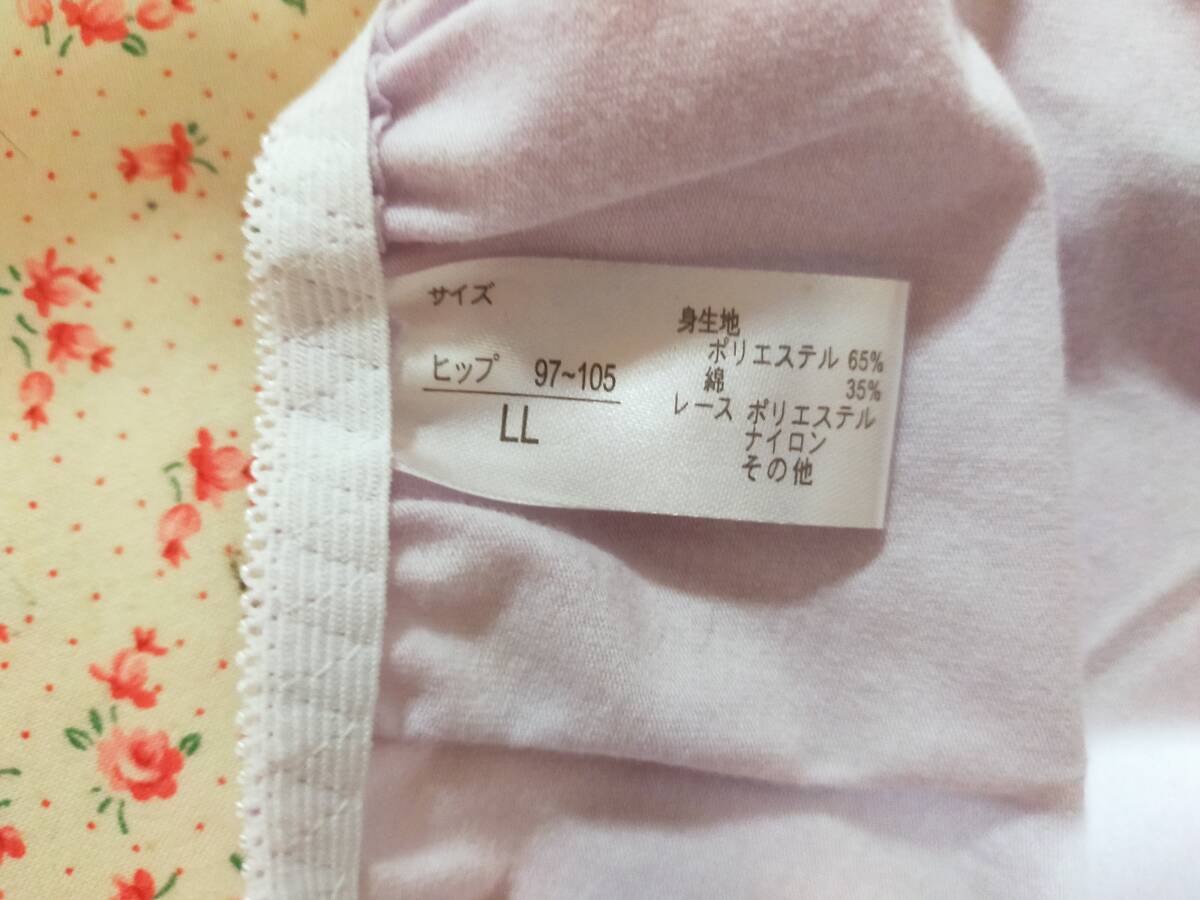 サイズ
ヒップ 97~105
LL
身生地
ポリエステル 65%
綿 35%
レース ポリエステル
ナイロン
その他